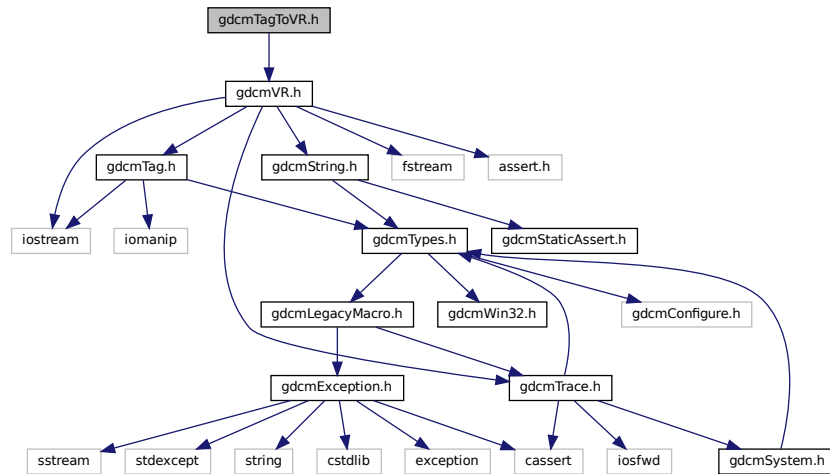 gdcmTagToVR.h
gdcmVR.h
gdcmTag.h
gdcmString.h
fstream
assert.h
iostream
iomanip
gdcmTypes.h
gdcmStaticAssert.h
gdcmLegacyMacro.h
gdcmWin32.h
gdcmConfigure.h
gdcmException.h
gdcmTrace.h
sstream
stdexcept
string
cstdlib
exception
cassert
iosfwd
gdcmSystem.h